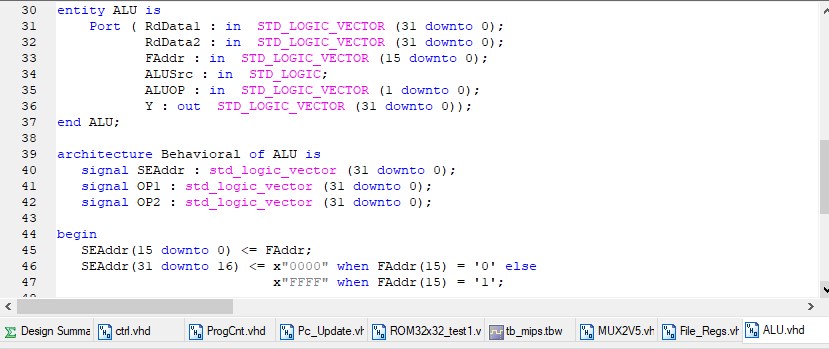 30 entity ALU is
31 Port ( RdData1 : in STD_LOGIC_VECTOR (31 downto 0);
32 RdData2 : in STD_LOGIC_VECTOR (31 downto 0);
33 FAddr : in STD_LOGIC_VECTOR (15 downto 0);
34 ALUSrc : in STD_LOGIC;
35 ALUOP : in STD_LOGIC_VECTOR (1 downto 0);
36 Y : out STD_LOGIC_VECTOR (31 downto 0));
37 end ALU;
38
39 architecture Behavioral of ALU is
40 signal SEAddr : std_logic_vector (31 downto 0);
41 signal OP1 : std_logic_vector (31 downto 0);
42 signal OP2 : std_logic_vector (31 downto 0);
43
44 begin
45 SEAddr(15 downto 0) <= FAddr;
46 SEAddr(31 downto 16) <= x"0000" when FAddr(15) = '0' else
47 x"FFFF" when FAddr(15) = '1';
Design Summa ctrl.vhd ProgCnt.vhd Pc_Update.vh ROM32x32_test1.v tb_mips.tbw MUX2V5.vh File_Regs.vh ALU.vhd